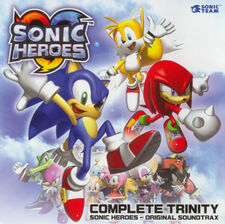 SONIC
HEROES
SONIC
TEAM
COMPLETE TRINITY
SONIC HEROES – ORIGINAL SOUNDTRAX